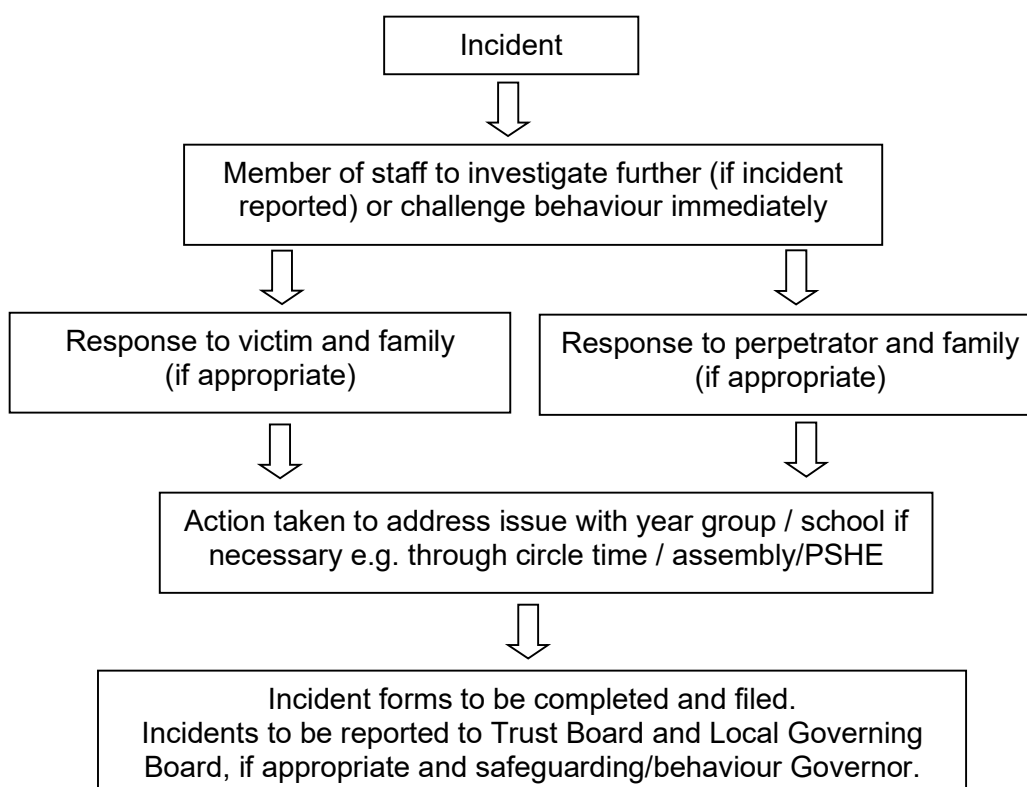 Incident
Member of staff to investigate further (if incident
reported) or challenge behaviour immediately
Response to victim and family
(if appropriate)
Response to perpetrator and family
(if appropriate)
Action taken to address issue with year group / school if
necessary e.g. through circle time / assembly/PSHE
Incident forms to be completed and filed.
Incidents to be reported to Trust Board and Local Governing
Board, if appropriate and safeguarding/behaviour Governor.